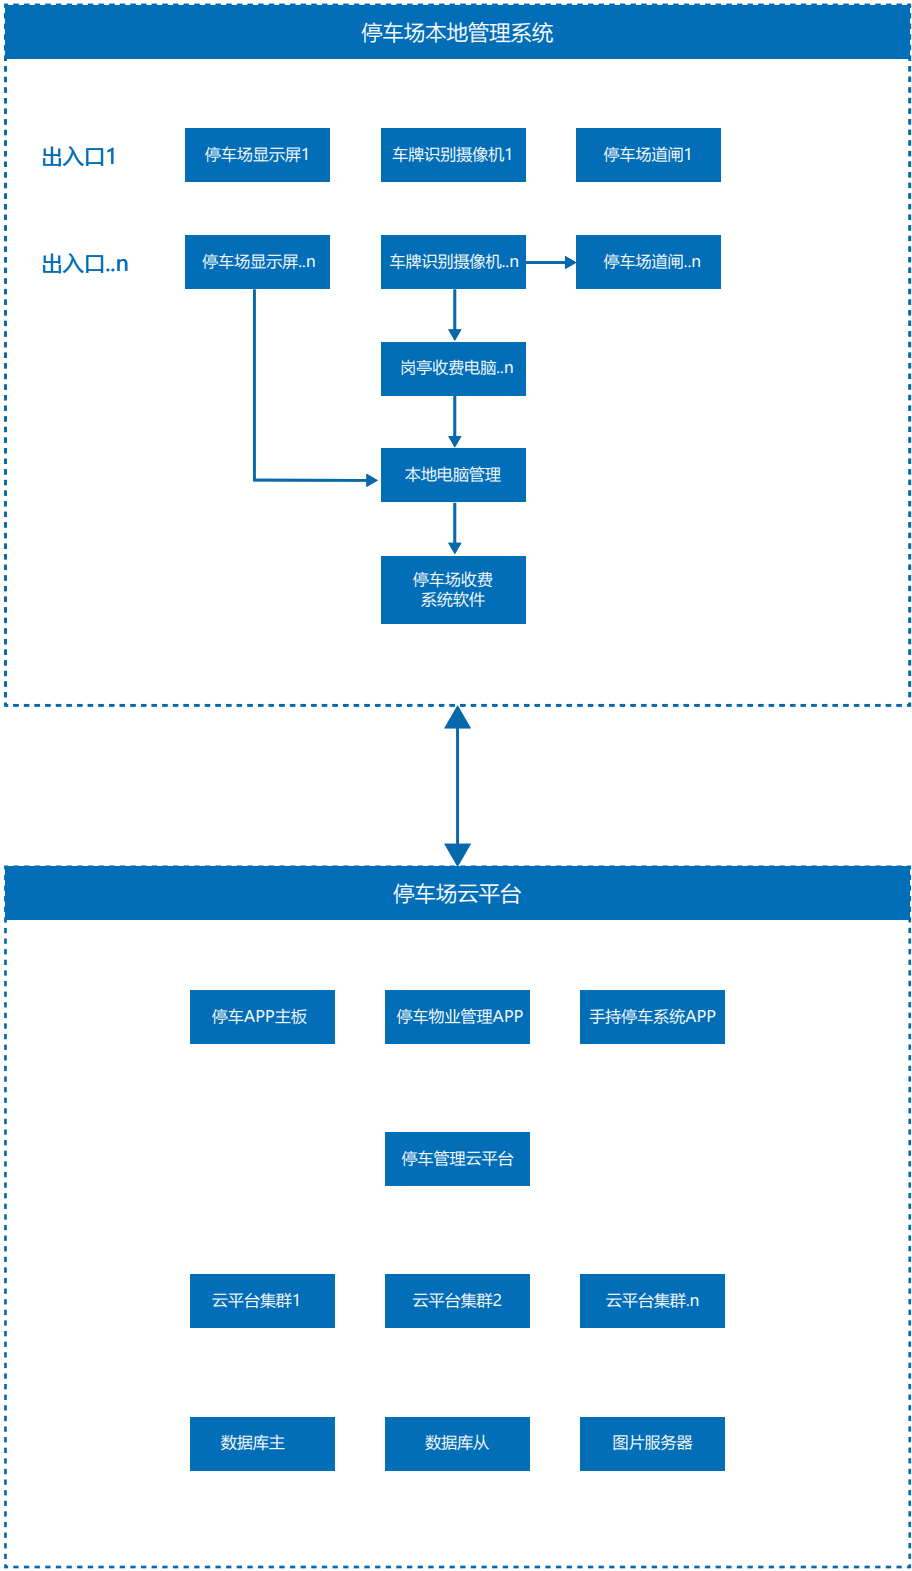 停车场本地管理系统
出入口1
停车场显示屏1
车牌识别摄像机1
停车场道闸1
出入口..n
停车场显示屏..n
车牌识别摄像机..n
停车场道闸..n
岗亭收费电脑..n
本地电脑管理
停车场收费
系统软件
停车场云平台
停车APP主板
停车物业管理APP
手持停车系统APP
停车管理云平台
云平台集群1
云平台集群2
云平台集群.n
数据库主
数据库从
图片服务器